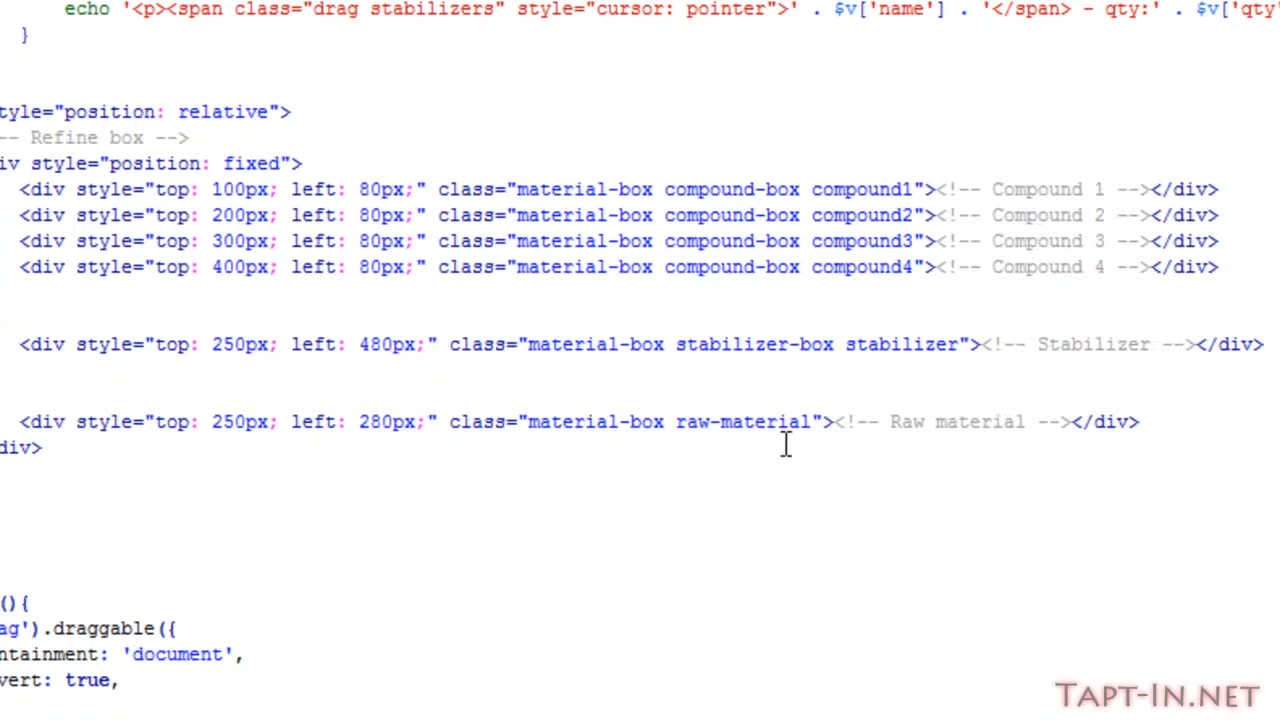 echo '<p><span class="drag stabilizers" style="cursor: pointer">' . $v['name'] . '</span> - qty:' . $v['qty'
}
tyle="position: relative">
-- Refine box -->
iv style="position: fixed">
<div style="top: 100px; left: 80px;" class="material-box compound-box compound1"><!-- Compound 1 --></div>
<div style="top: 200px; left: 80px;" class="material-box compound-box compound2"><!-- Compound 2 --></div>
<div style="top: 300px; left: 80px;" class="material-box compound-box compound3"><!-- Compound 3 --></div>
<div style="top: 400px; left: 80px;" class="material-box compound-box compound4"><!-- Compound 4 --></div>
<div style="top: 250px; left: 480px;" class="material-box stabilizer-box stabilizer"><!-- Stabilizer --></div>
<div style="top: 250px; left: 280px;" class="material-box raw-material"><!-- Raw material --></div>
div>
(){
ag').draggable({
ntainment: 'document',
vert: true,
Tapt-In.net